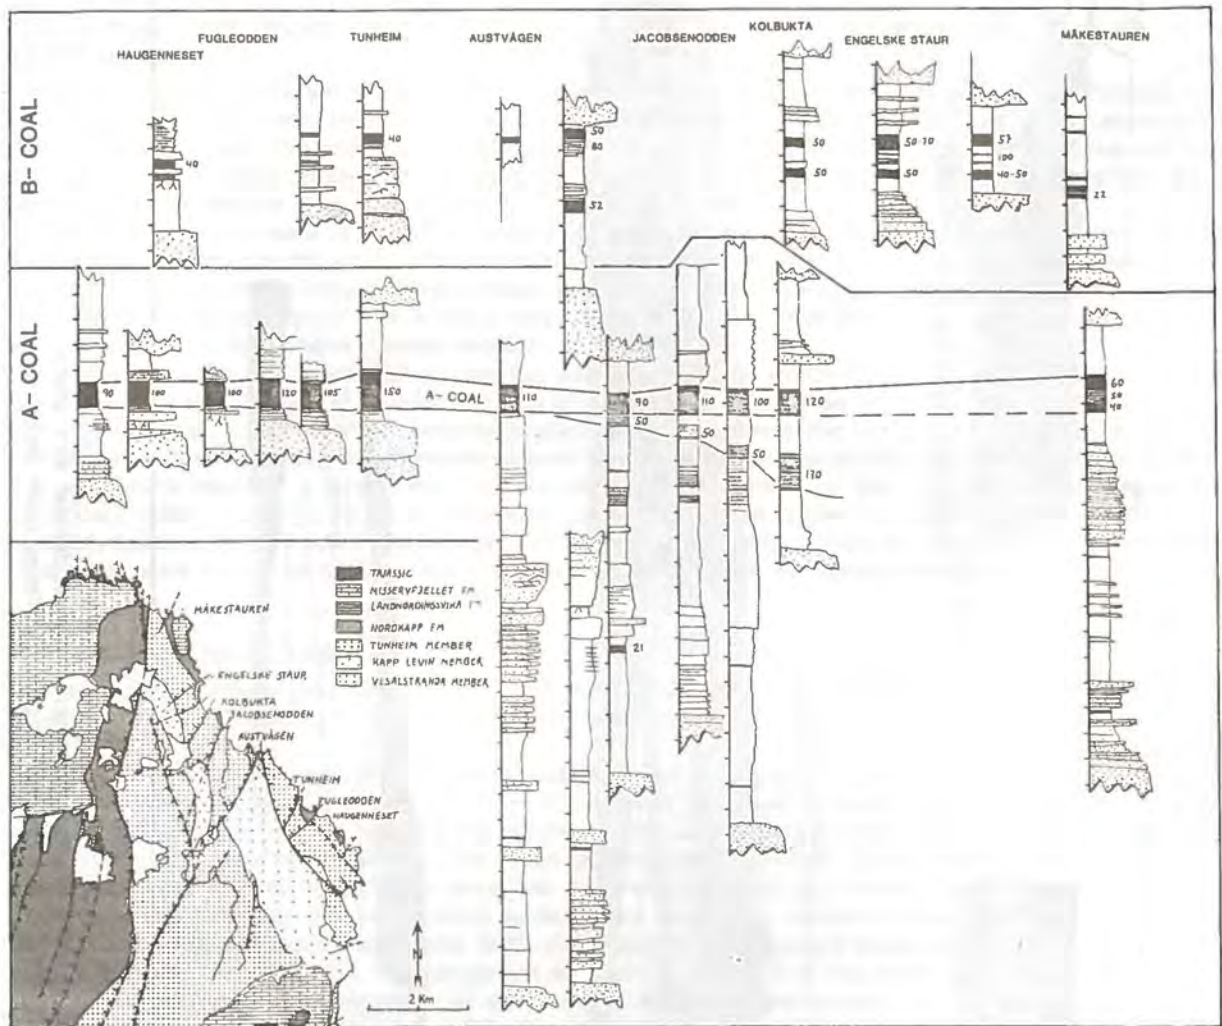 HAUGENNESET
FUGLEODDEN
TUNHEIM
AUSTVÅGEN
JACOBSENODDEN
KOLBUKTA
ENGELSKE STAUR
MÅKESTAUREN
B- COAL
40
40
50
80
52
50
50
50-70
50
57
100
40-50
22
A- COAL
90
100
100
120
105
150
A- COAL
110
90
50
110
50
100
50
120
170
60
50
40
21
TRIASSIC
MISERYFJELLET FM
LANDNØRDINGSVIKA FM
NORDKAPP FM
TUNHEIM MEMBER
KAPP LEVIN MEMBER
VESALSTRANDA MEMBER
MÅKESTAUREN
ENGELSKE STAUR
KOLBUKTA
JACOBSENODDEN
AUSTVÅGEN
TUNHEIM
FUGLEODDEN
HAUGENNESET
N
2 Km